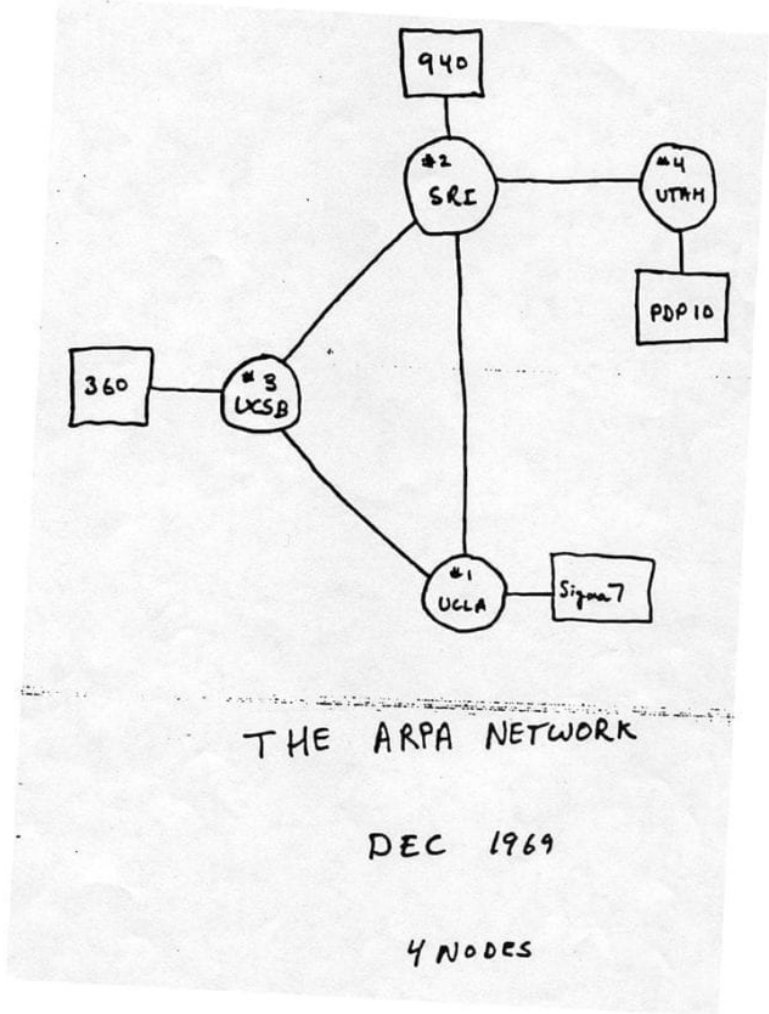 940
#2
SRI
#4
UTAH
PDP10
360
#3
UCSB
#1
UCLA
Sigma7
THE ARPA NETWORK
DEC 1969
4 NODES